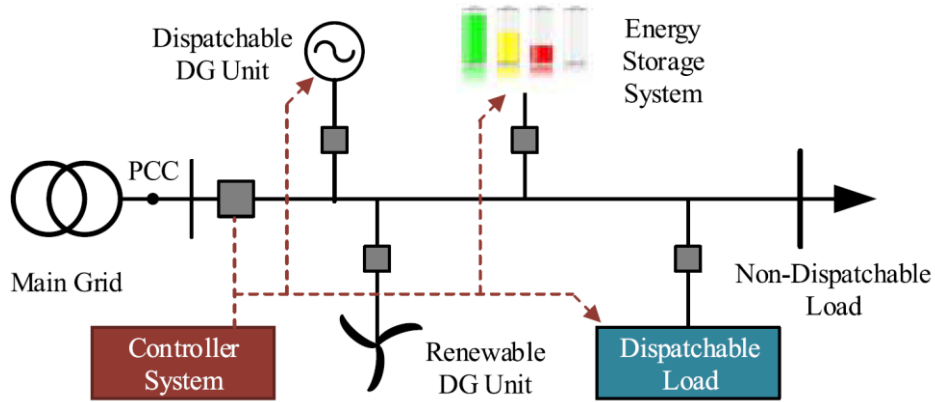 Dispatchable
DG Unit
Energy
Storage
System
PCC
Main Grid
Non-Dispatchable
Load
Controller
System
Renewable
DG Unit
Dispatchable
Load